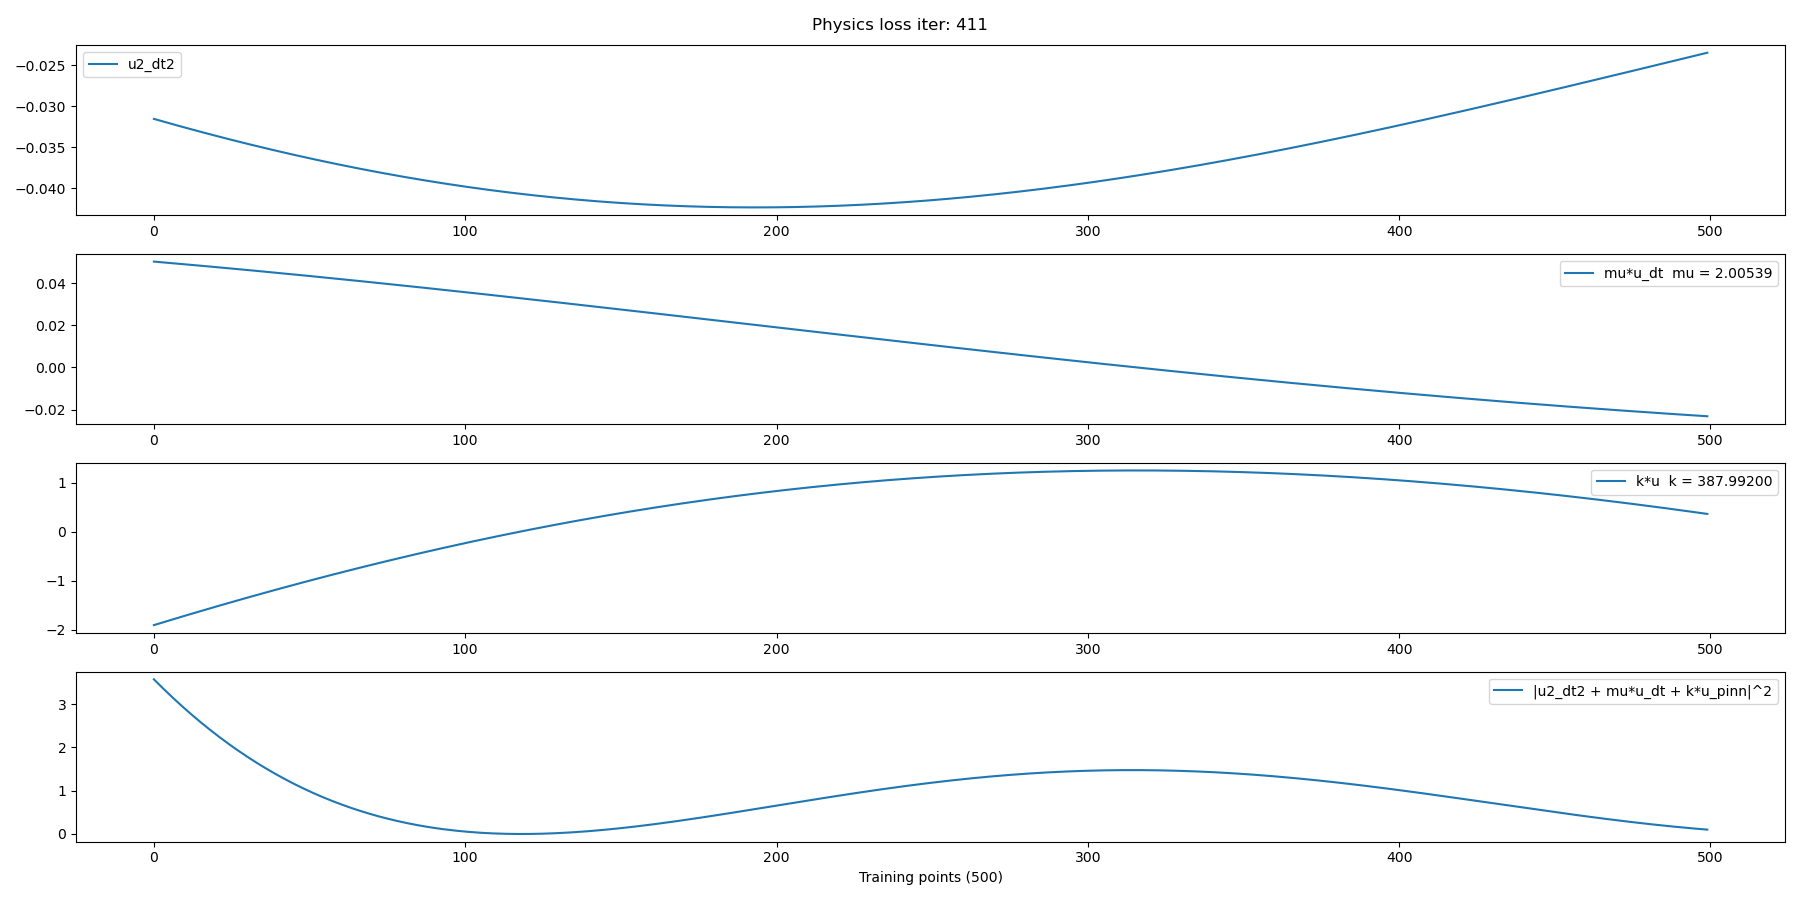 Physics loss iter: 411
u2_dt2
−0.025
−0.030
−0.035
−0.040
0 100 200 300 400 500
mu*u_dt  mu = 2.00539
0.04
0.02
0.00
−0.02
0 100 200 300 400 500
k*u  k = 387.99200
1
0
−1
−2
0 100 200 300 400 500
|u2_dt2 + mu*u_dt + k*u_pinn|^2
3
2
1
0
0 100 200 300 400 500
Training points (500)